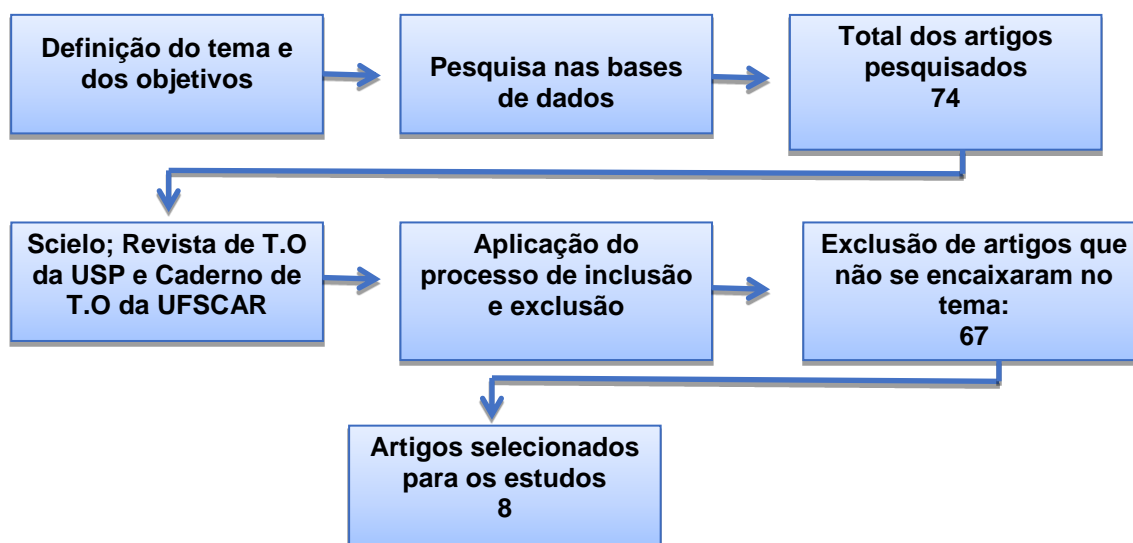 Definição do tema e
dos objetivos
Pesquisa nas bases
de dados
Total dos artigos
pesquisados
74
Scielo; Revista de T.O
da USP e Caderno de
T.O da UFSCAR
Aplicação do
processo de inclusão
e exclusão
Exclusão de artigos que
não se encaixaram no
tema:
67
Artigos selecionados
para os estudos
8